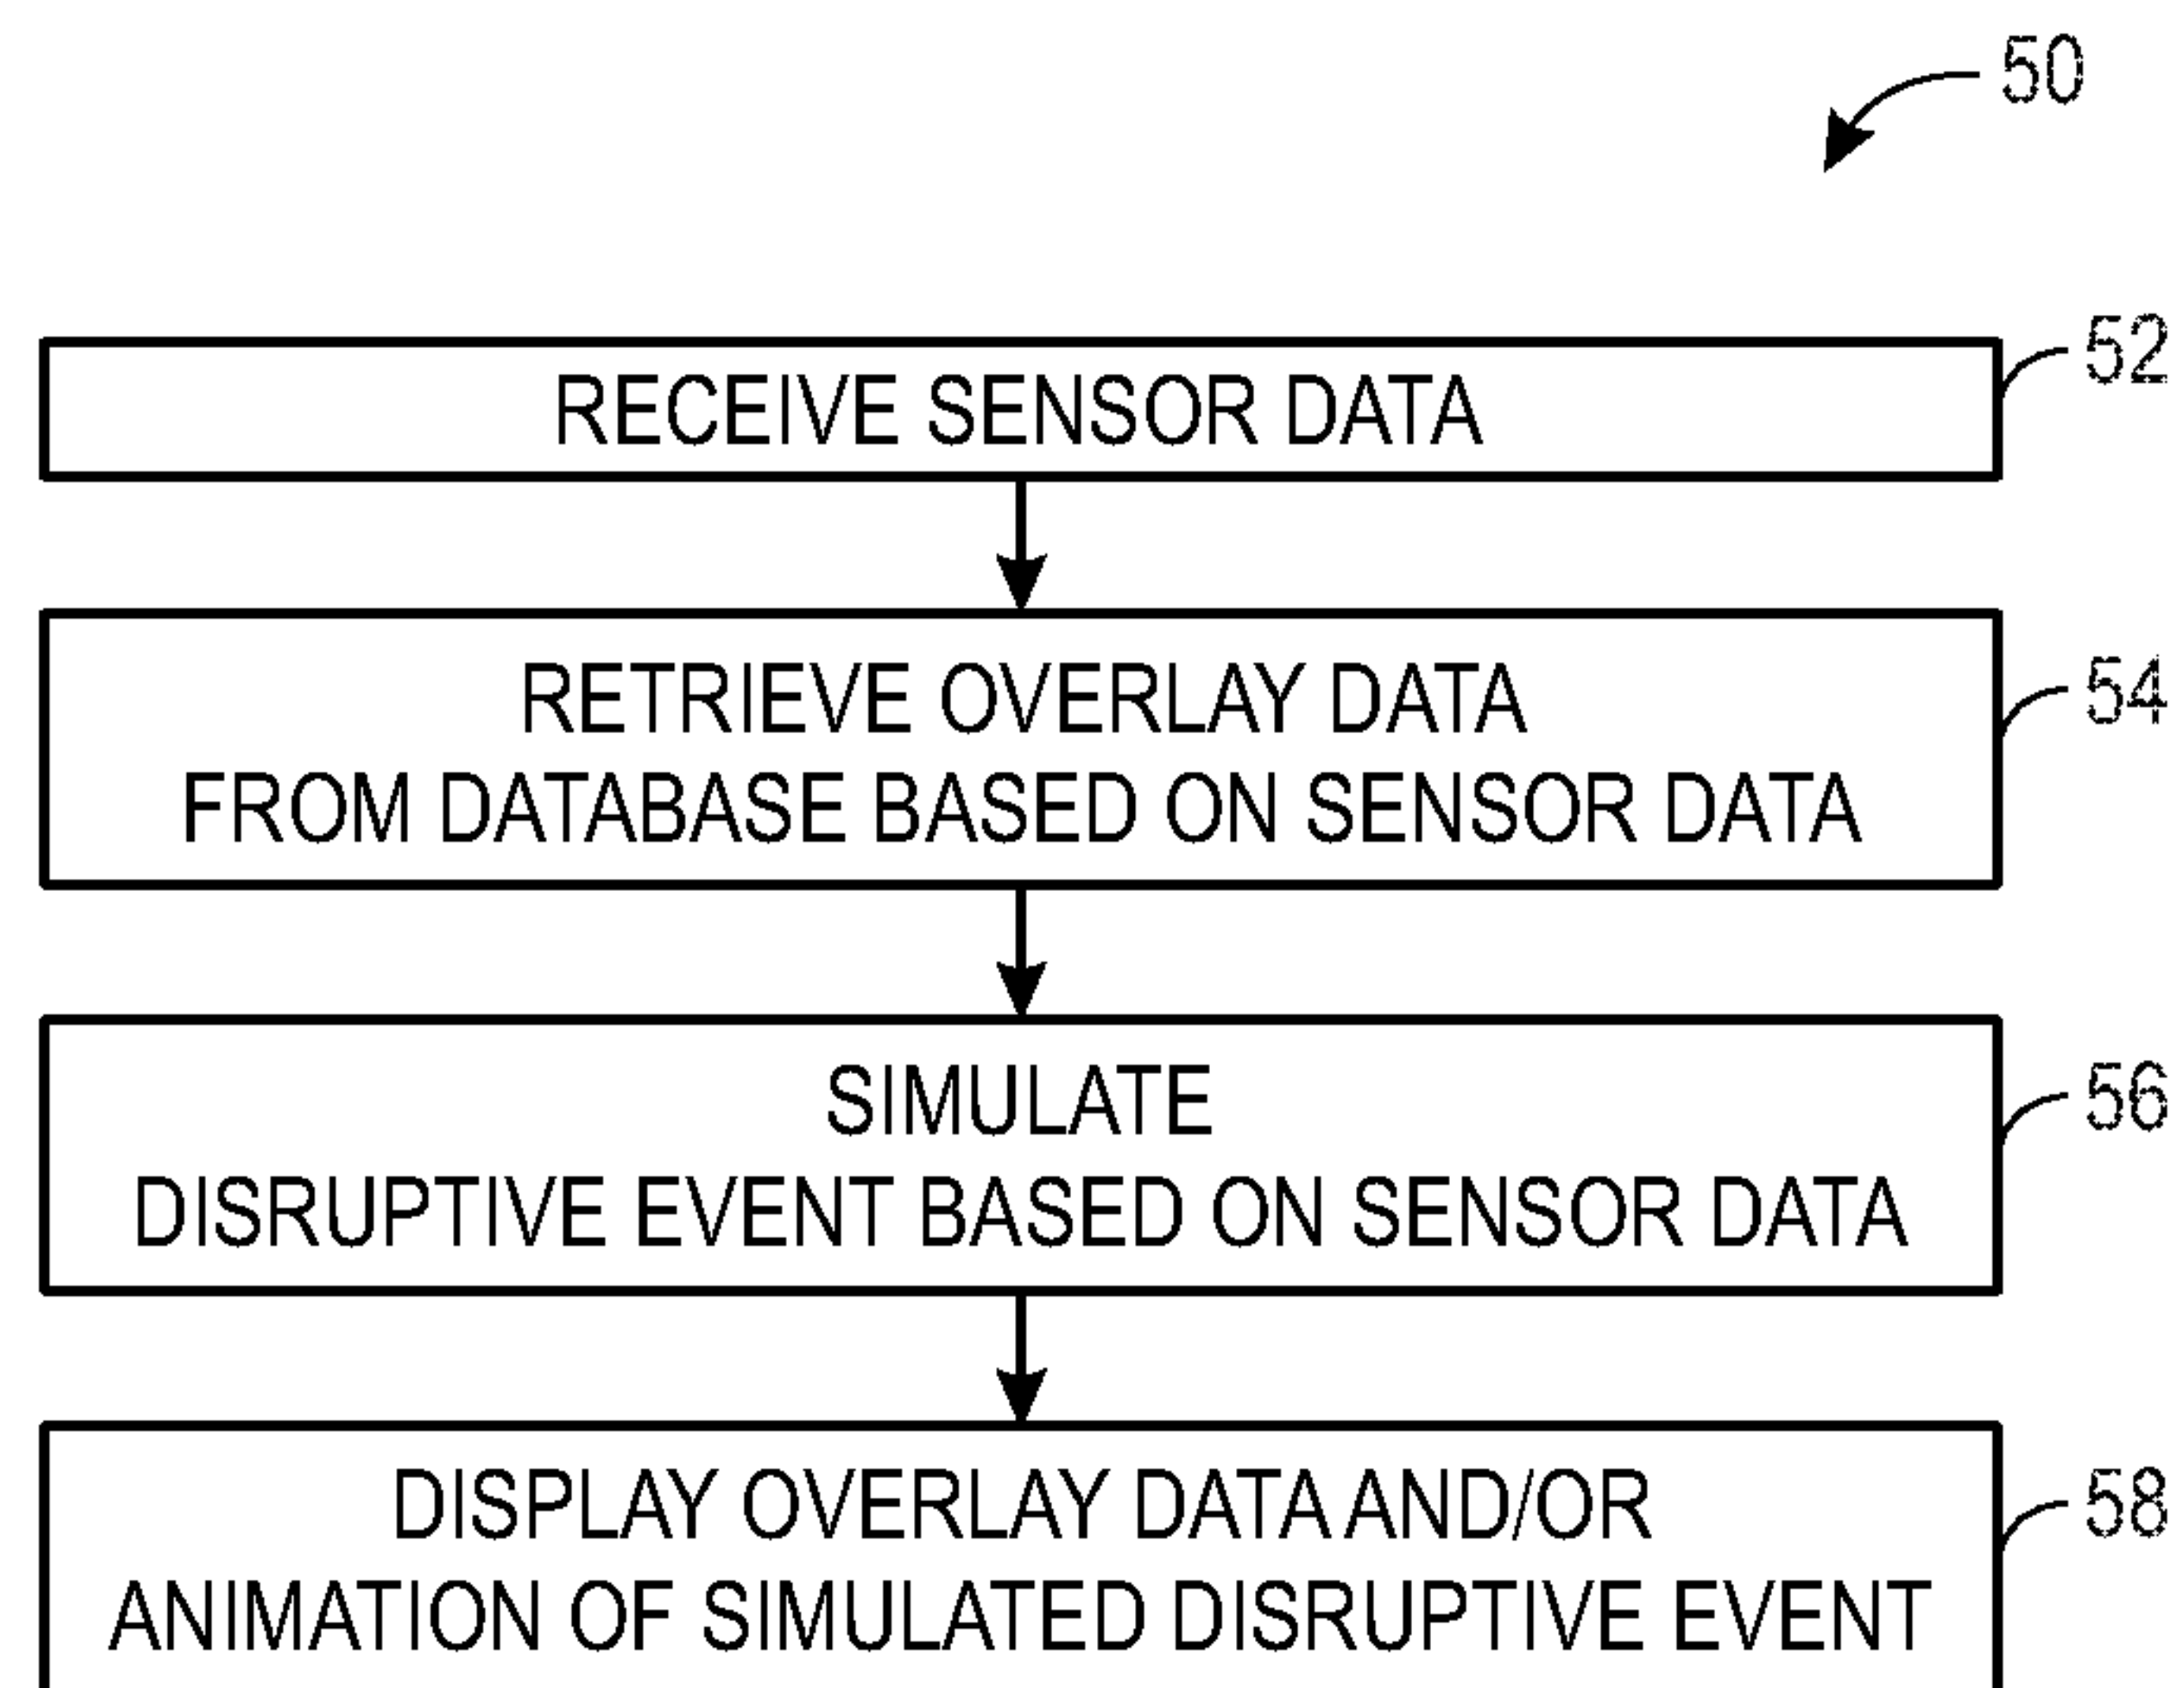 50
RECEIVE SENSOR DATA
52
RETRIEVE OVERLAY DATA
FROM DATABASE BASED ON SENSOR DATA
54
SIMULATE
DISRUPTIVE EVENT BASED ON SENSOR DATA
56
DISPLAY OVERLAY DATA AND/OR
ANIMATION OF SIMULATED DISRUPTIVE EVENT
58